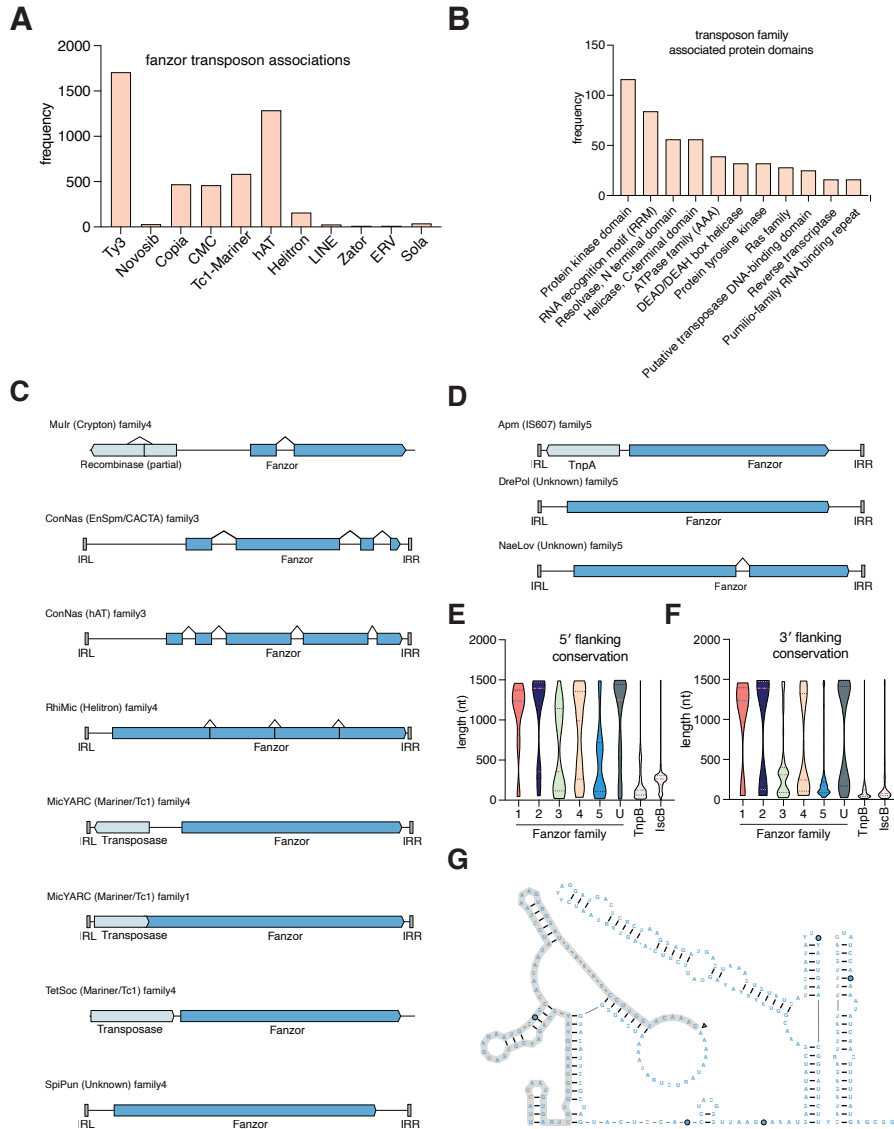 A
2000
1500
1000
500
0
frequency
fanzor transposon associations
Ty3
Novosib
Copia
CMC
Tc1-Mariner
hAT
Helitron
LINE
Zator
ERV
Sola
B
transposon family
associated protein domains
150
100
50
0
frequency
Protein kinase domain
RNA recognition motif (RRM)
Resolvase, N terminal domain
Helicase, C-terminal domain
ATPase family (AAA)
DEAD/DEAH box helicase
Protein tyrosine kinase
Ras family
Putative transposase DNA-binding domain
Reverse transcriptase
Pumilio-family RNA binding repeat
C
Mulr (Crypton) family4
Recombinase (partial)
Fanzor
ConNas (EnSpm/CACTA) family3
IRL
Fanzor
IRR
ConNas (hAT) family3
IRL
Fanzor
IRR
RhiMic (Helitron) family4
IRL
Fanzor
IRR
MicYARC (Mariner/Tc1) family4
IRL
Transposase
Fanzor
IRR
MicYARC (Mariner/Tc1) family1
IRL
Transposase
Fanzor
IRR
TetSoc (Mariner/Tc1) family4
Transposase
Fanzor
SpiPun (Unknown) family4
IRL
Fanzor
IRR
D
Apm (IS607) family5
IRL
TnpA
Fanzor
IRR
DrePol (Unknown) family5
IRL
Fanzor
IRR
NaeLov (Unknown) family5
IRL
Fanzor
IRR
E
5′ flanking
conservation
2000
1500
1000
500
0
length (nt)
1 2 3 4 5 U TnpB IscB
Fanzor family
F
3′ flanking
conservation
2000
1500
1000
500
0
length (nt)
1 2 3 4 5 U TnpB IscB
Fanzor family
G